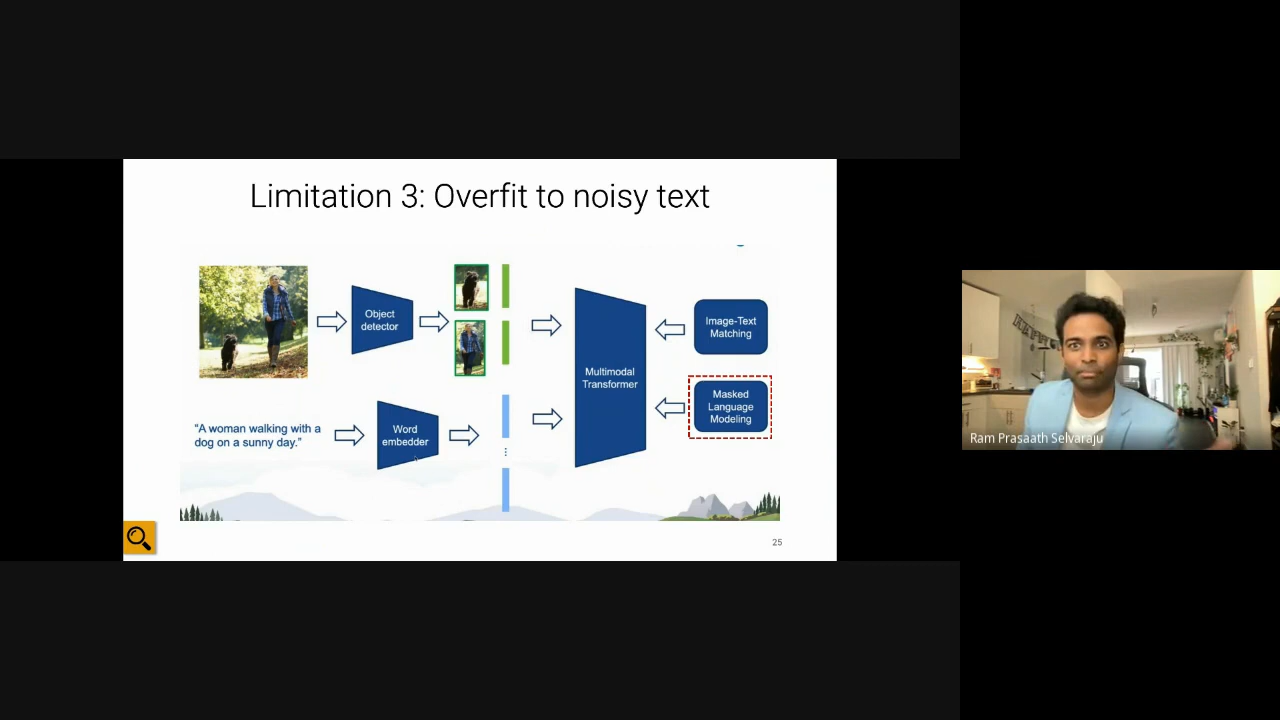 Limitation 3: Overfit to noisy text
Object
detector
Image-Text
Matching
Multimodal
Transformer
Masked
Language
Modeling
"A woman walking with a
dog on a sunny day."
Word
embedder
25
Ram Prasaath Selvaraju